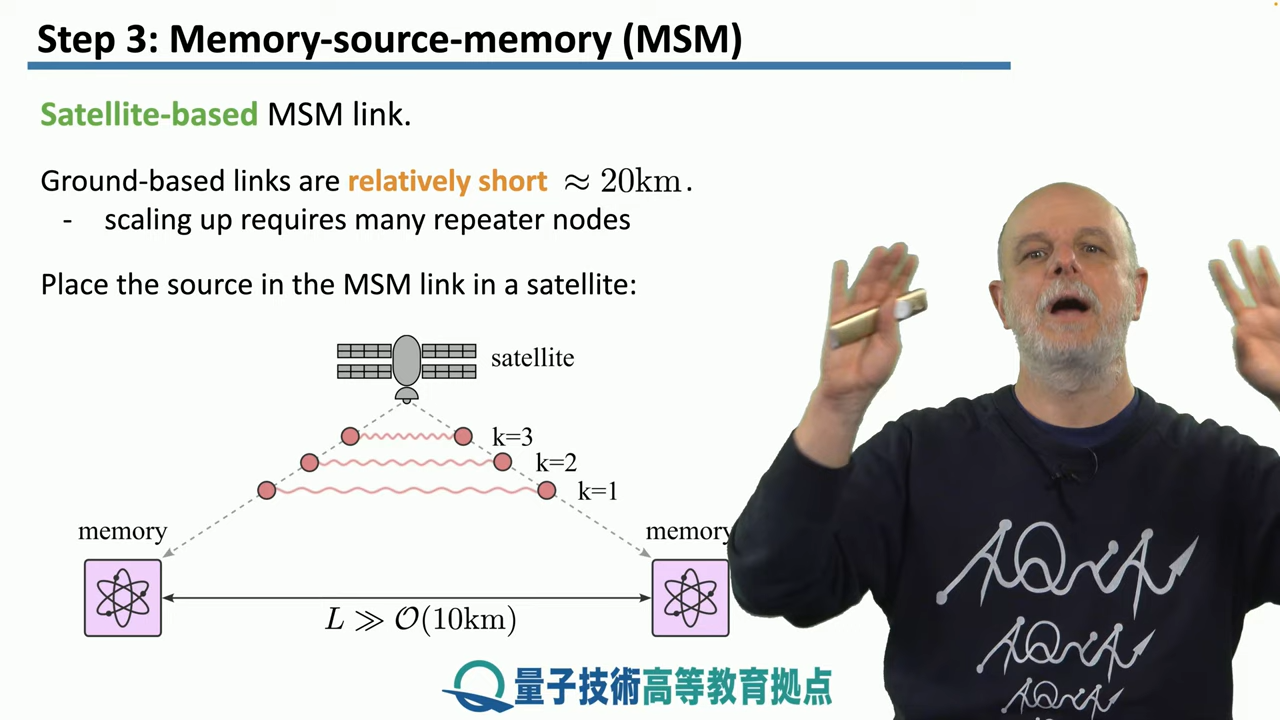 Step 3: Memory-source-memory (MSM)
Satellite-based MSM link.
Ground-based links are relatively short ≈ 20km.
- scaling up requires many repeater nodes
Place the source in the MSM link in a satellite:
satellite
k=3
k=2
k=1
memory
memory
L ≫ 𝒪(10km)
量子技術高等教育拠点